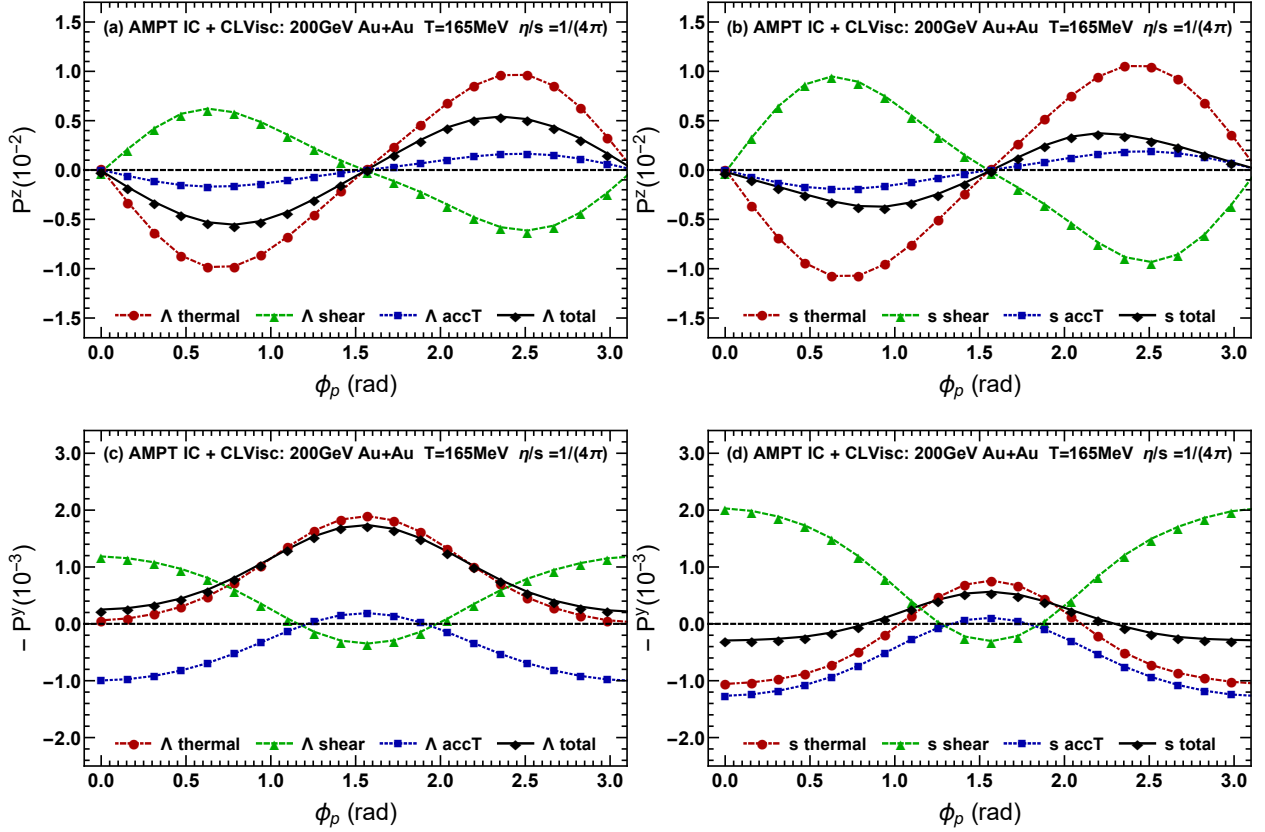 (a) AMPT IC + CLVisc: 200GeV Au+Au T=165MeV η/s =1/(4π)
1.5
1.0
0.5
0.0
−0.5
−1.0
−1.5
P^z (10^-2)
Λ thermal Λ shear Λ accT Λ total
0.0 0.5 1.0 1.5 2.0 2.5 3.0
ϕ_p (rad)
(b) AMPT IC + CLVisc: 200GeV Au+Au T=165MeV η/s =1/(4π)
1.5
1.0
0.5
0.0
−0.5
−1.0
−1.5
P^z (10^-2)
s thermal s shear s accT s total
0.0 0.5 1.0 1.5 2.0 2.5 3.0
ϕ_p (rad)
(c) AMPT IC + CLVisc: 200GeV Au+Au T=165MeV η/s =1/(4π)
3.0
2.0
1.0
0.0
−1.0
−2.0
− P^y (10^-3)
Λ thermal Λ shear Λ accT Λ total
0.0 0.5 1.0 1.5 2.0 2.5 3.0
ϕ_p (rad)
(d) AMPT IC + CLVisc: 200GeV Au+Au T=165MeV η/s =1/(4π)
3.0
2.0
1.0
0.0
−1.0
−2.0
− P^y (10^-3)
s thermal s shear s accT s total
0.0 0.5 1.0 1.5 2.0 2.5 3.0
ϕ_p (rad)